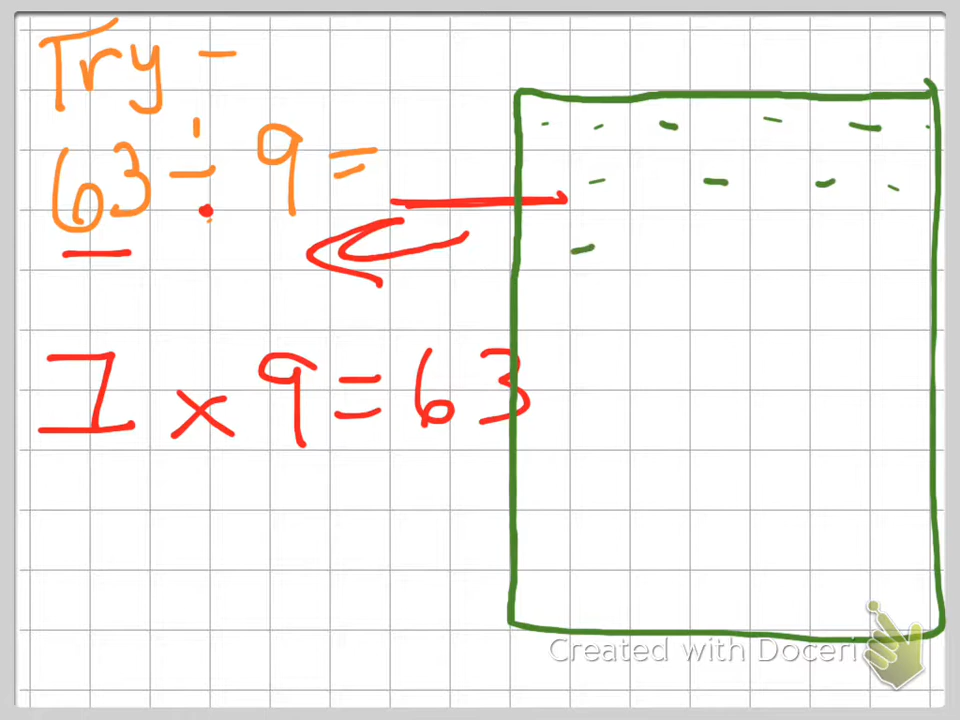 Try -
63 ÷ 9 =
7 x 9 = 63
Created with Doceri